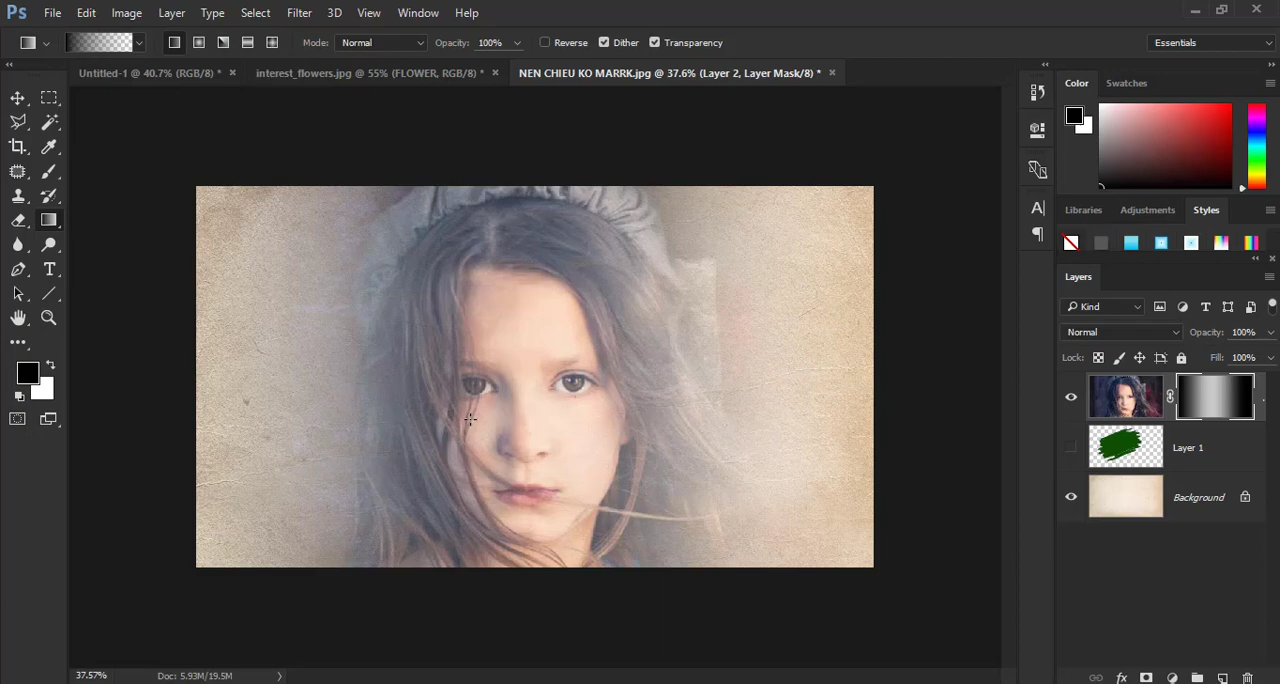 Ps File Edit Image Layer Type Select Filter 3D View Window Help
Mode: Normal Opacity: 100% Reverse Dither Transparency Essentials
Untitled-1 @ 40.7% (RGB/8) * × interest_flowers.jpg @ 55% (FLOWER, RGB/8) * × NEN CHIEU KO MARRK.jpg @ 37.6% (Layer 2, Layer Mask/8) * ×
Color Swatches
Libraries Adjustments Styles
Layers
Kind
Normal Opacity: 100%
Lock: Fill: 100%
Layer 1
Background
37.57% Doc: 5.93M/19.5M